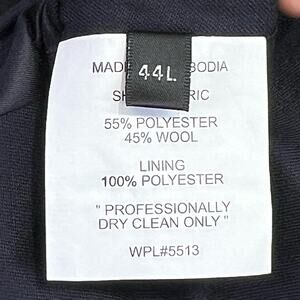 44L
MADE
55% POLYESTER
45% WOOL
LINING
100% POLYESTER
" PROFESSIONALLY
DRY CLEAN ONLY "
WPL#5513